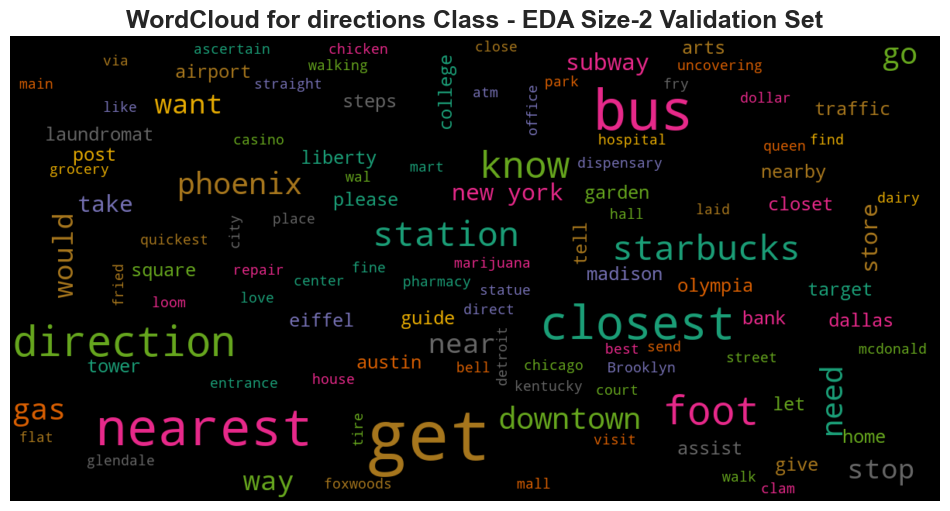 WordCloud for directions Class - EDA Size-2 Validation Set
ascertain chicken close arts go
via walking subway uncovering
main airport straight college atm park fry
like want steps office bus dollar traffic
laundromat casino hospital find
post liberty know queen
grocery wal mart dispensary nearby
phoenix new york garden dairy
take please closet
would place hall laid store
quickest city station tell starbucks
square repair fine marijuana madison
fried center pharmacy statue olympia target
loom love direct
direction eiffel guide closest bank dallas
near detroit best send mcdonald
tower austin bell chicago Brooklyn street
entrance house kentucky court need
gas nearest tire get downtown foot let
flat visit home
glendale assist
way give stop
foxwoods mall walk clam